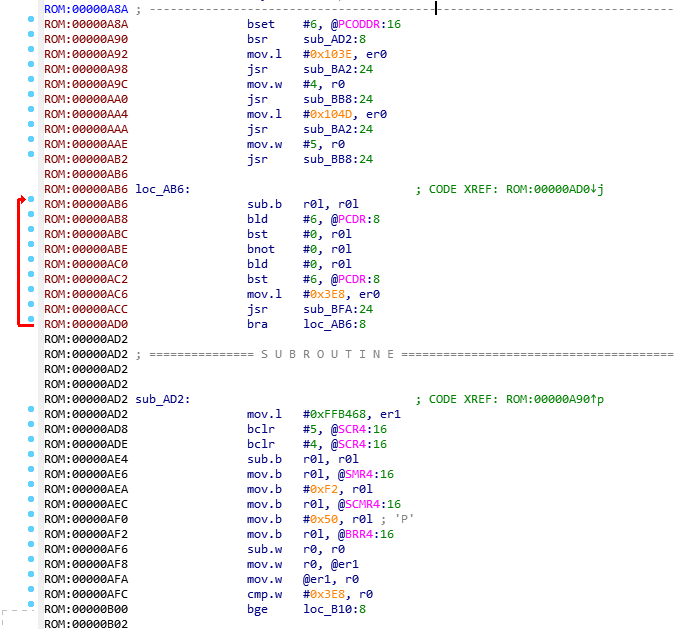 ROM:00000A8A ; ---------------------------------------------------------------------------
ROM:00000A8A bset #6, @PCODDR:16
ROM:00000A90 bsr sub_AD2:8
ROM:00000A92 mov.l #0x103E, er0
ROM:00000A98 jsr sub_BA2:24
ROM:00000A9C mov.w #4, r0
ROM:00000AA0 jsr sub_BB8:24
ROM:00000AA4 mov.l #0x104D, er0
ROM:00000AAA jsr sub_BA2:24
ROM:00000AAE mov.w #5, r0
ROM:00000AB2 jsr sub_BB8:24
ROM:00000AB6
ROM:00000AB6 loc_AB6: ; CODE XREF: ROM:00000AD0↓j
ROM:00000AB6 sub.b r0l, r0l
ROM:00000AB8 bld #6, @PCDR:8
ROM:00000ABC bst #0, r0l
ROM:00000ABE bnot #0, r0l
ROM:00000AC0 bld #0, r0l
ROM:00000AC2 bst #6, @PCDR:8
ROM:00000AC6 mov.l #0x3E8, er0
ROM:00000ACC jsr sub_BFA:24
ROM:00000AD0 bra loc_AB6:8
ROM:00000AD2
ROM:00000AD2 ; =============== S U B R O U T I N E =======================================
ROM:00000AD2
ROM:00000AD2
ROM:00000AD2 sub_AD2: ; CODE XREF: ROM:00000A90↑p
ROM:00000AD2 mov.l #0xFFB468, er1
ROM:00000AD8 bclr #5, @SCR4:16
ROM:00000ADE bclr #4, @SCR4:16
ROM:00000AE4 sub.b r0l, r0l
ROM:00000AE6 mov.b r0l, @SMR4:16
ROM:00000AEA mov.b #0xF2, r0l
ROM:00000AEC mov.b r0l, @SCMR4:16
ROM:00000AF0 mov.b #0x50, r0l ; 'P'
ROM:00000AF2 mov.b r0l, @BRR4:16
ROM:00000AF6 sub.w r0, r0
ROM:00000AF8 mov.w r0, @er1
ROM:00000AFA mov.w @er1, r0
ROM:00000AFC cmp.w #0x3E8, r0
ROM:00000B00 bge loc_B10:8
ROM:00000B02